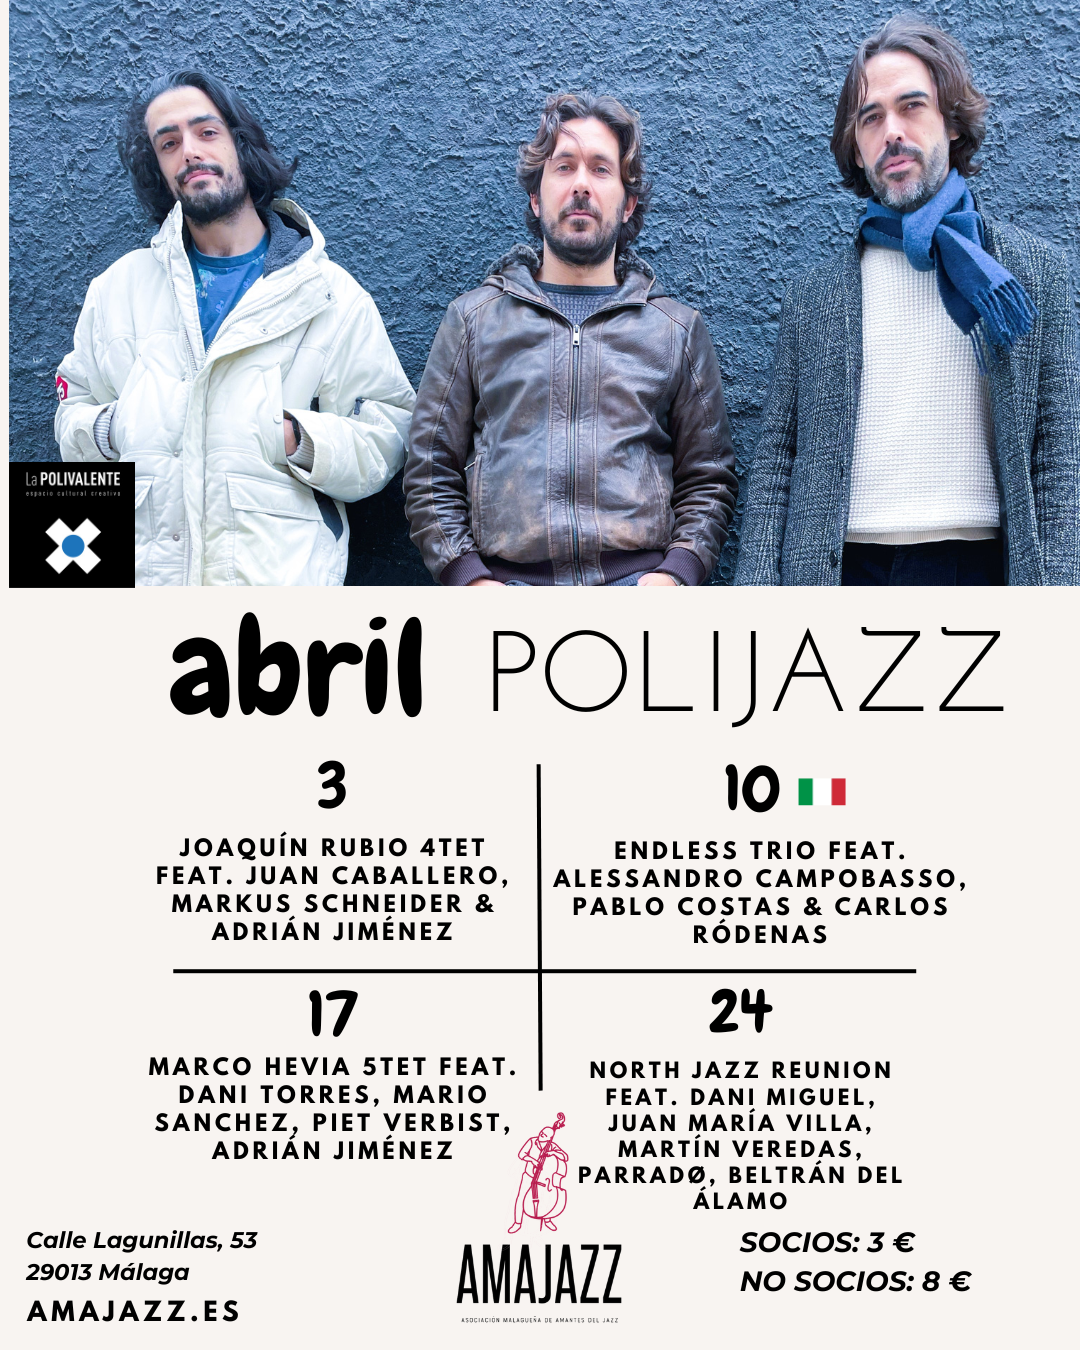 La POLIVALENTE
espacio cultural creativo
abril POLIJAZZ
3
JOAQUÍN RUBIO 4TET
FEAT. JUAN CABALLERO,
MARKUS SCHNEIDER &
ADRIÁN JIMÉNEZ
10
ENDLESS TRIO FEAT.
ALESSANDRO CAMPOBASSO,
PABLO COSTAS & CARLOS
RÓDENAS
17
MARCO HEVIA 5TET FEAT.
DANI TORRES, MARIO
SANCHEZ, PIET VERBIST,
ADRIÁN JIMÉNEZ
24
NORTH JAZZ REUNION
FEAT. DANI MIGUEL,
JUAN MARÍA VILLA,
MARTÍN VEREDAS,
PARRADØ, BELTRÁN DEL
ÁLAMO
Calle Lagunillas, 53
29013 Málaga
AMAJAZZ.ES
AMAJAZZ
ASOCIACION MALAGUEÑA DE AMANTES DEL JAZZ
SOCIOS: 3 €
NO SOCIOS: 8 €